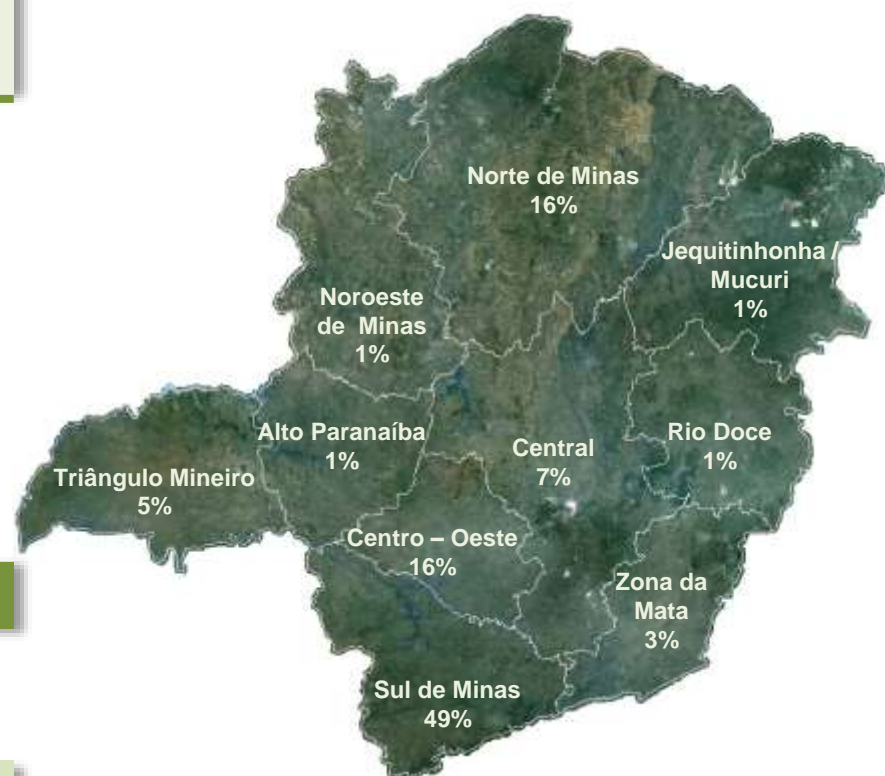 Norte de Minas
16%
Jequitinhonha /
Mucuri
1%
Noroeste
de Minas
1%
Alto Paranaíba
1%
Central
7%
Rio Doce
1%
Triângulo Mineiro
5%
Centro – Oeste
16%
Zona da
Mata
3%
Sul de Minas
49%